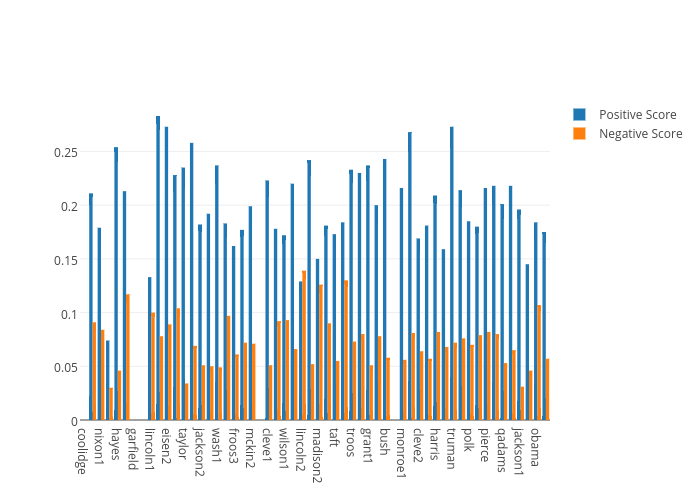 Positive Score
Negative Score
0.25
0.2
0.15
0.1
0.05
0
coolidge
nixon1
hayes
garfield
lincoln1
eisen2
taylor
jackson2
wash1
froos3
mckin2
cleve1
wilson1
lincoln2
madison2
taft
troos
grant1
bush
monroe1
cleve2
harris
truman
polk
pierce
qadams
jackson1
obama